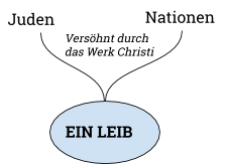 Juden Nationen
Versöhnt durch
das Werk Christi
EIN LEIB